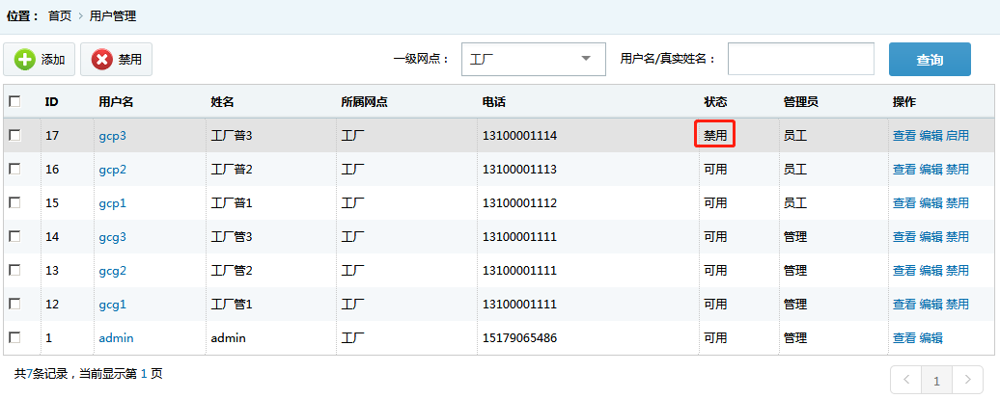 位置： 首页 > 用户管理
添加 禁用 一级网点： 工厂 用户名/真实姓名： 查询
ID 用户名 姓名 所属网点 电话 状态 管理员 操作
17 gcp3 工厂普3 工厂 13100001114 禁用 员工 查看 编辑 启用
16 gcp2 工厂普2 工厂 13100001113 可用 员工 查看 编辑 禁用
15 gcp1 工厂普1 工厂 13100001112 可用 员工 查看 编辑 禁用
14 gcg3 工厂管3 工厂 13100001111 可用 管理 查看 编辑 禁用
13 gcg2 工厂管2 工厂 13100001111 可用 管理 查看 编辑 禁用
12 gcg1 工厂管1 工厂 13100001111 可用 管理 查看 编辑 禁用
1 admin admin 工厂 15179065486 可用 管理 查看 编辑
共7条记录，当前显示第 1 页
< 1 >